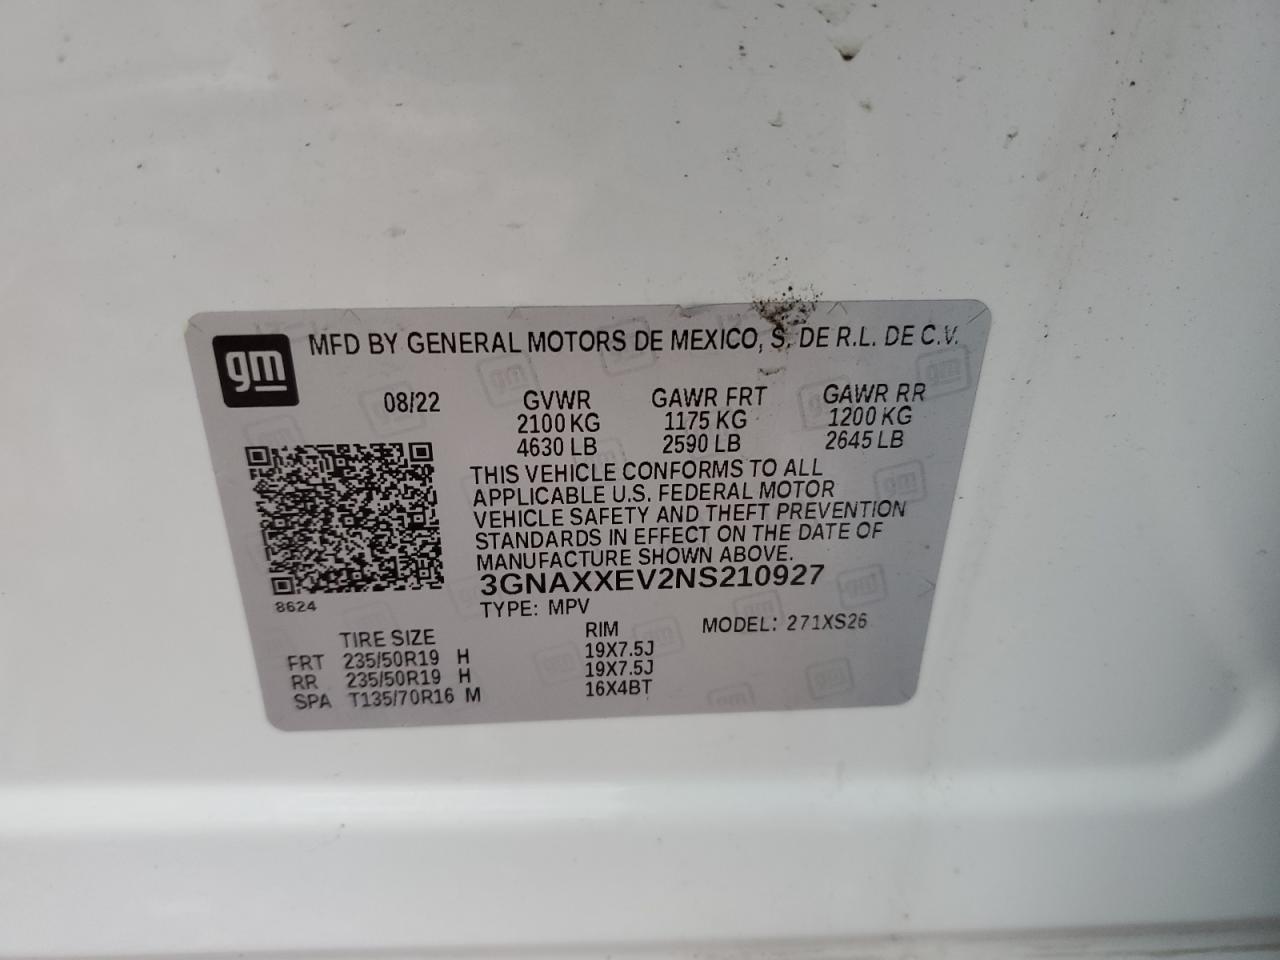 gm
MFD BY GENERAL MOTORS DE MEXICO, S. DE R.L. DE C.V.
08/22 GVWR GAWR FRT GAWR RR
2100 KG 1175 KG 1200 KG
4630 LB 2590 LB 2645 LB
THIS VEHICLE CONFORMS TO ALL
APPLICABLE U.S. FEDERAL MOTOR
VEHICLE SAFETY AND THEFT PREVENTION
STANDARDS IN EFFECT ON THE DATE OF
MANUFACTURE SHOWN ABOVE.
3GNAXXEV2NS210927
8624
TYPE: MPV
MODEL: 271XS26
TIRE SIZE RIM
FRT 235/50R19 H 19X7.5J
RR 235/50R19 H 19X7.5J
SPA T135/70R16 M 16X4BT